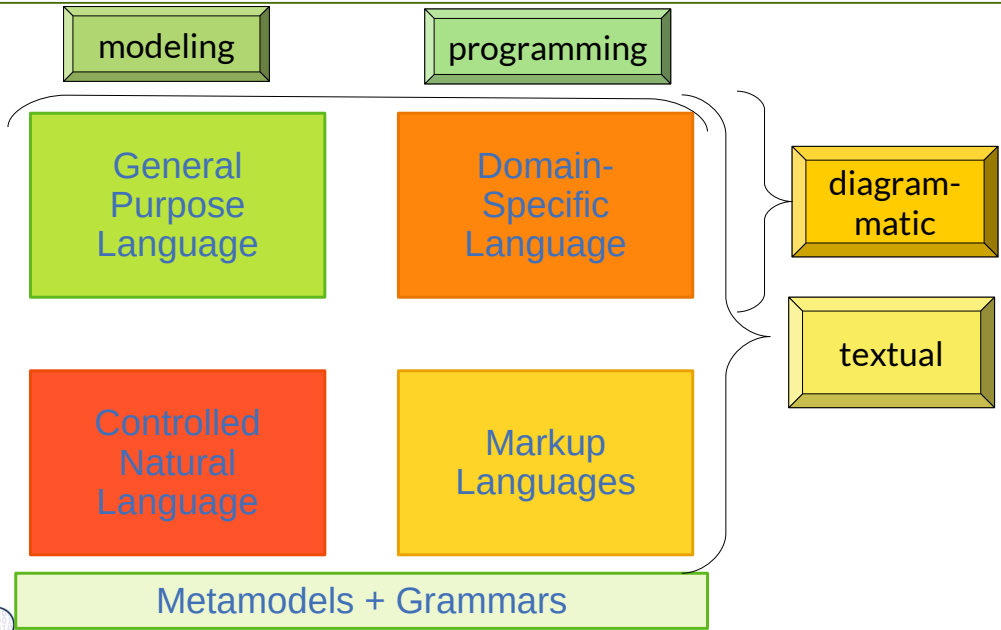 modeling
programming
General
Purpose
Language
Domain-
Specific
Language
diagram-
matic
textual
Controlled
Natural
Language
Markup
Languages
Metamodels + Grammars